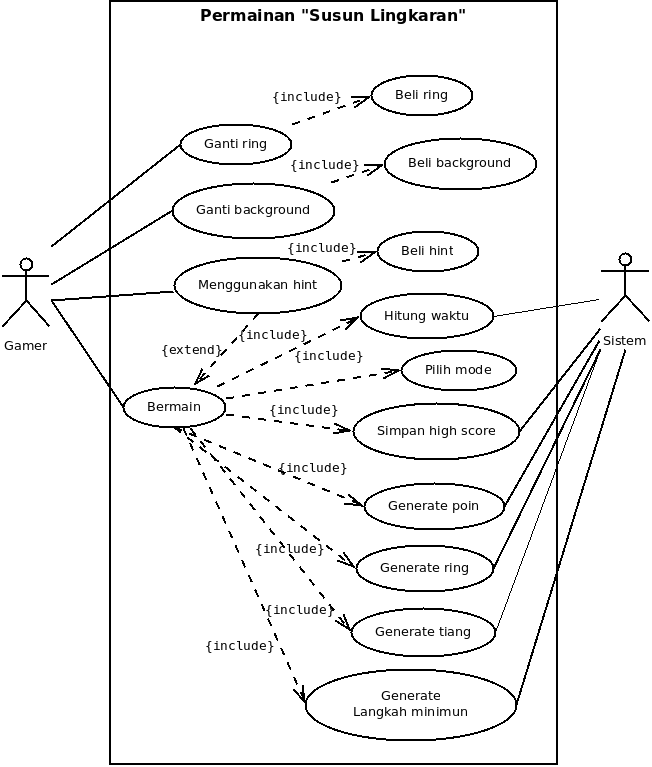 Permainan "Susun Lingkaran"
{include}
Beli ring
Ganti ring
{include}
Beli background
Ganti background
{include}
Beli hint
Menggunakan hint
Hitung waktu
{include}
{extend}
{include}
Gamer
Sistem
Pilih mode
Bermain
{include}
Simpan high score
{include}
Generate poin
{include}
Generate ring
{include}
Generate tiang
{include}
Generate
Langkah minimun